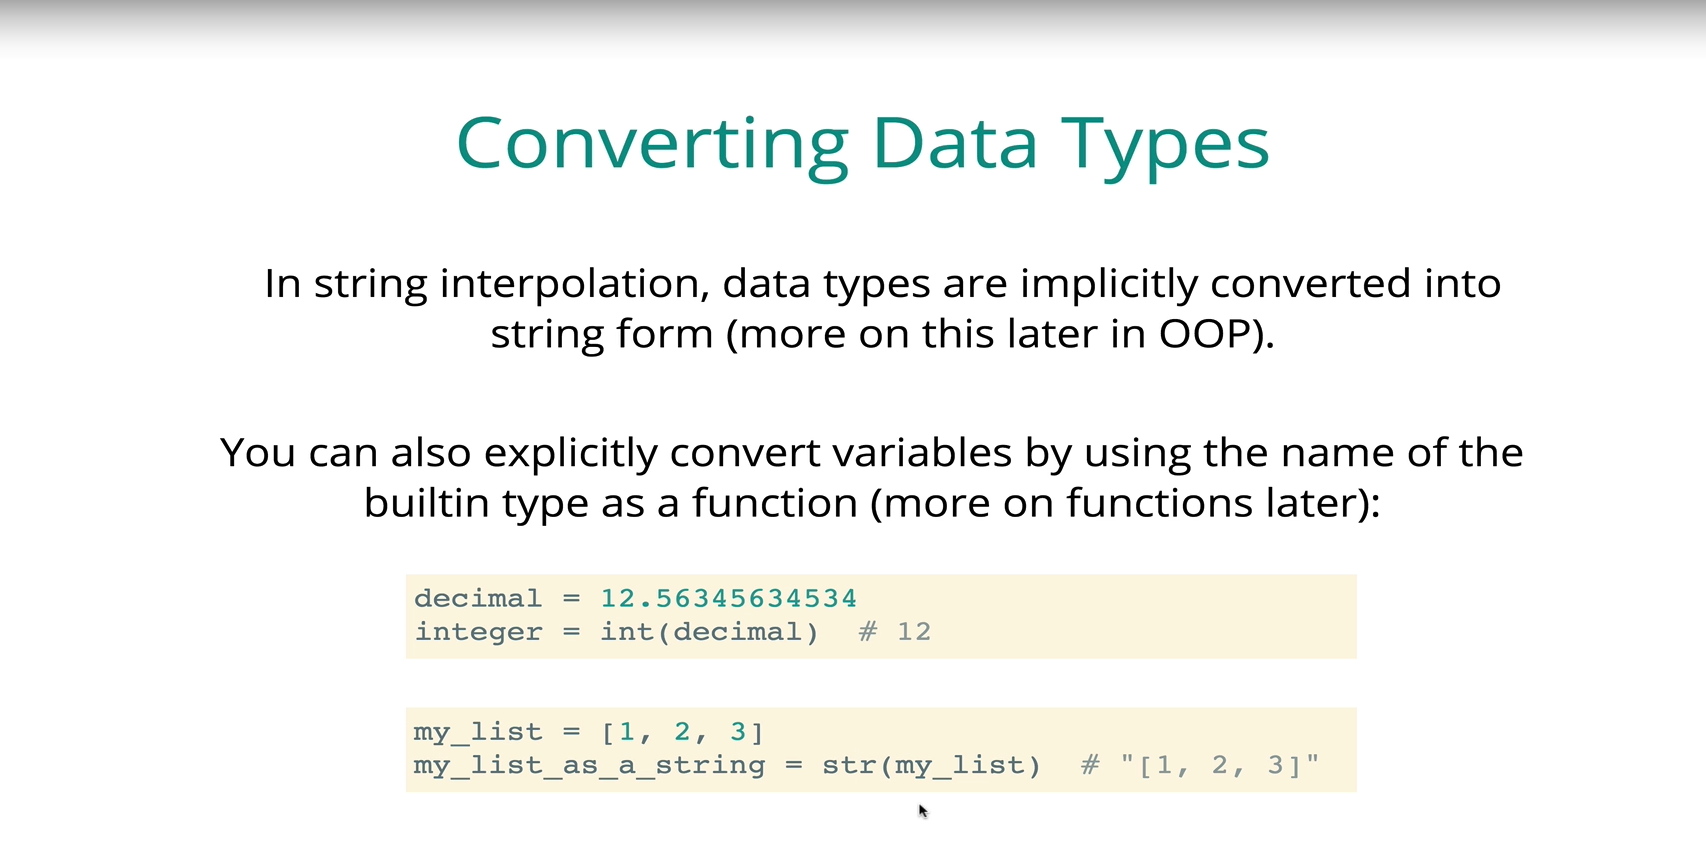 Converting Data Types
In string interpolation, data types are implicitly converted into
string form (more on this later in OOP).
You can also explicitly convert variables by using the name of the
builtin type as a function (more on functions later):
decimal = 12.56345634534
integer = int(decimal)  # 12
my_list = [1, 2, 3]
my_list_as_a_string = str(my_list)  # "[1, 2, 3]"